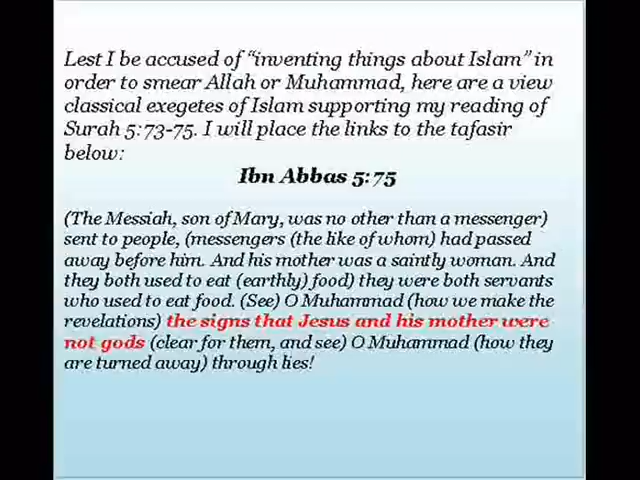 Lest I be accused of “inventing things about Islam” in
order to smear Allah or Muhammad, here are a view
classical exegetes of Islam supporting my reading of
Surah 5:73-75. I will place the links to the tafasir
below:
Ibn Abbas 5:75
(The Messiah, son of Mary, was no other than a messenger)
sent to people, (messengers (the like of whom) had passed
away before him. And his mother was a saintly woman. And
they both used to eat (earthly) food) they were both servants
who used to eat food. (See) O Muhammad (how we make the
revelations) the signs that Jesus and his mother were
not gods (clear for them, and see) O Muhammad (how they
are turned away) through lies!